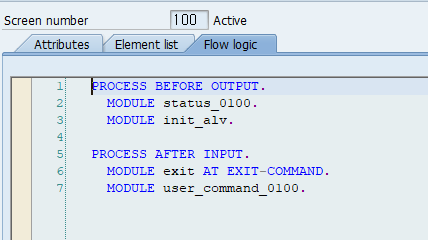 Screen number 100 Active
Attributes Element list Flow logic
1 PROCESS BEFORE OUTPUT.
2 MODULE status_0100.
3 MODULE init_alv.
4
5 PROCESS AFTER INPUT.
6 MODULE exit AT EXIT-COMMAND.
7 MODULE user_command_0100.